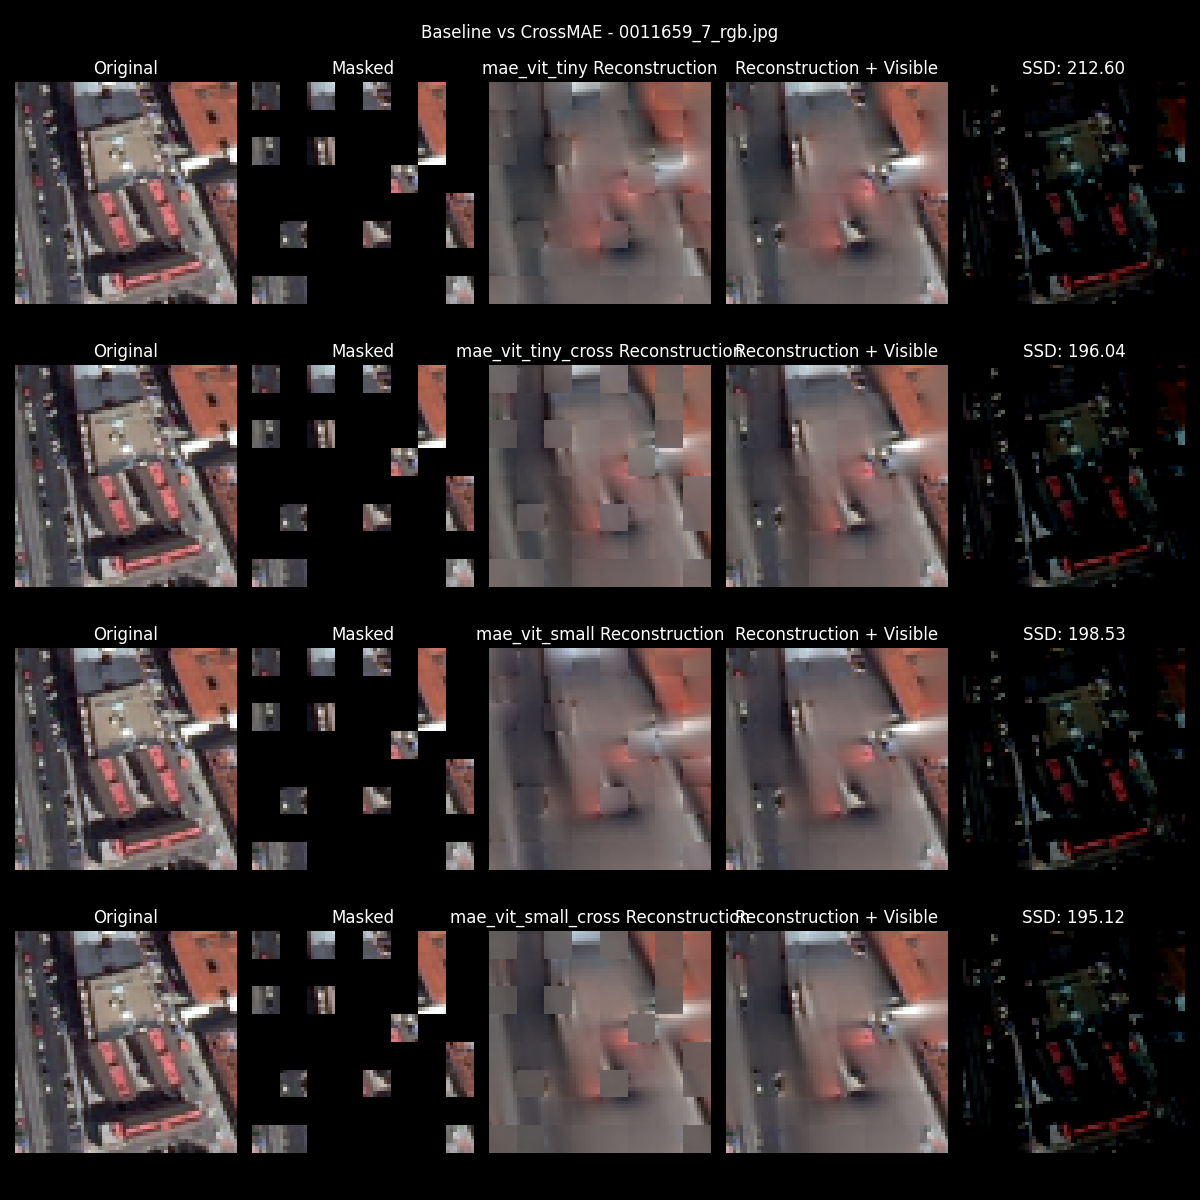 Baseline vs CrossMAE - 0011659_7_rgb.jpg
Original Masked mae_vit_tiny Reconstruction Reconstruction + Visible SSD: 212.60
Original Masked mae_vit_tiny_cross Reconstruction Reconstruction + Visible SSD: 196.04
Original Masked mae_vit_small Reconstruction Reconstruction + Visible SSD: 198.53
Original Masked mae_vit_small_cross Reconstruction Reconstruction + Visible SSD: 195.12